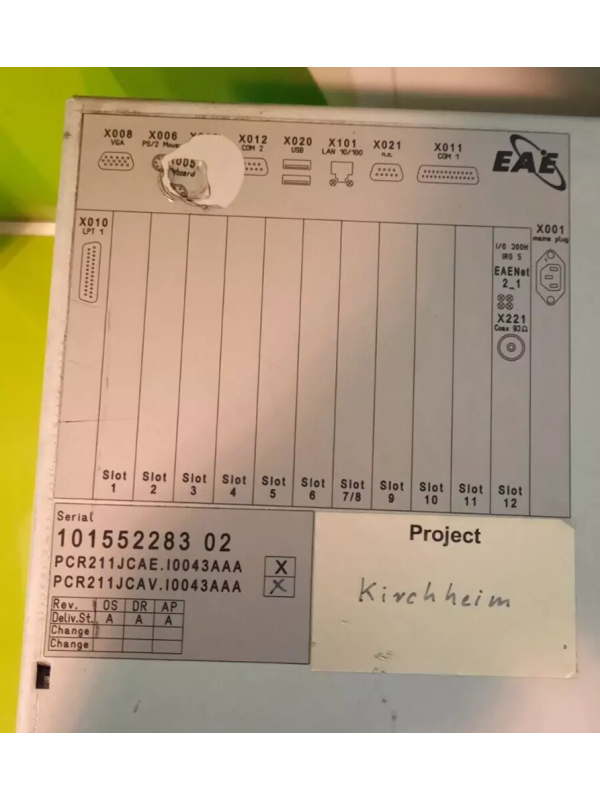 X008 X006 X012 X020 X101 X021 X011
VGA PS/2 COM 2 USB LAN 10/100 n.c. COM 1
EAE
X010
LPT 1
X001
mains plug
I/O 300H
IRQ 5
EAENet
2_1
X221
Coax 93Ω
Slot 1
Slot 2
Slot 3
Slot 4
Slot 5
Slot 6
Slot 7/8
Slot 9
Slot 10
Slot 11
Slot 12
Serial
101552283 02
PCR211JCAE.I0043AAA X
PCR211JCAV.I0043AAA X
Rev. OS DR AP
Deliv.St. A A A
Change
Change
Project
Kirchheim